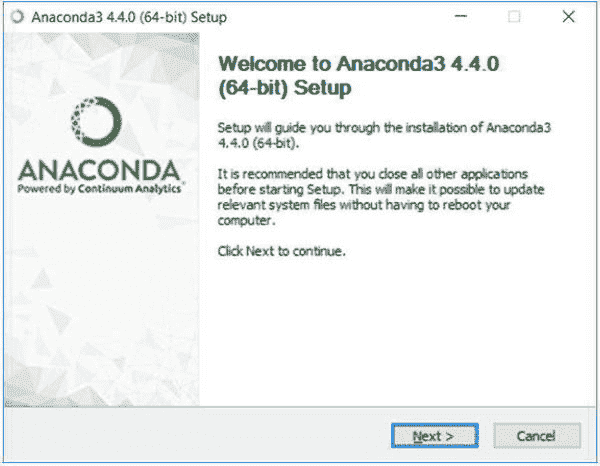 Anaconda3 4.4.0 (64-bit) Setup
Welcome to Anaconda3 4.4.0
(64-bit) Setup
Setup will guide you through the installation of Anaconda3
4.4.0 (64-bit).
It is recommended that you close all other applications
before starting Setup. This will make it possible to update
relevant system files without having to reboot your
computer.
Click Next to continue.
ANACONDA
Powered by Continuum Analytics
Next >
Cancel